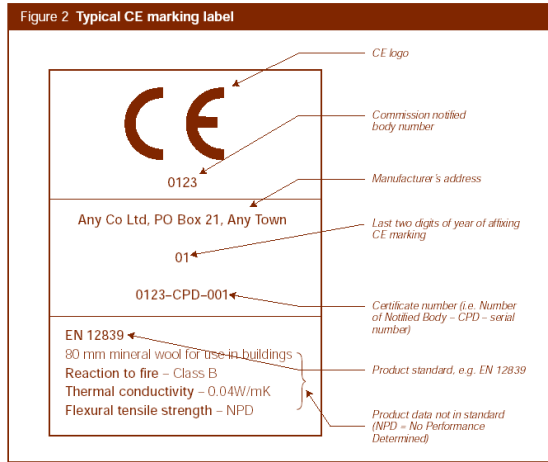 Figure 2 Typical CE marking label
CE
CE logo
Commission notified
body number
0123
Manufacturer's address
Any Co Ltd, PO Box 21, Any Town
Last two digits of year of affixing
CE marking
01
0123–CPD–001
Certificate number (i.e. Number
of Notified Body – CPD – serial
number)
EN 12839
80 mm mineral wool for use in buildings
Reaction to fire – Class B
Thermal conductivity – 0.04W/mK
Flexural tensile strength – NPD
Product standard, e.g. EN 12839
Product data not in standard
(NPD = No Performance
Determined)